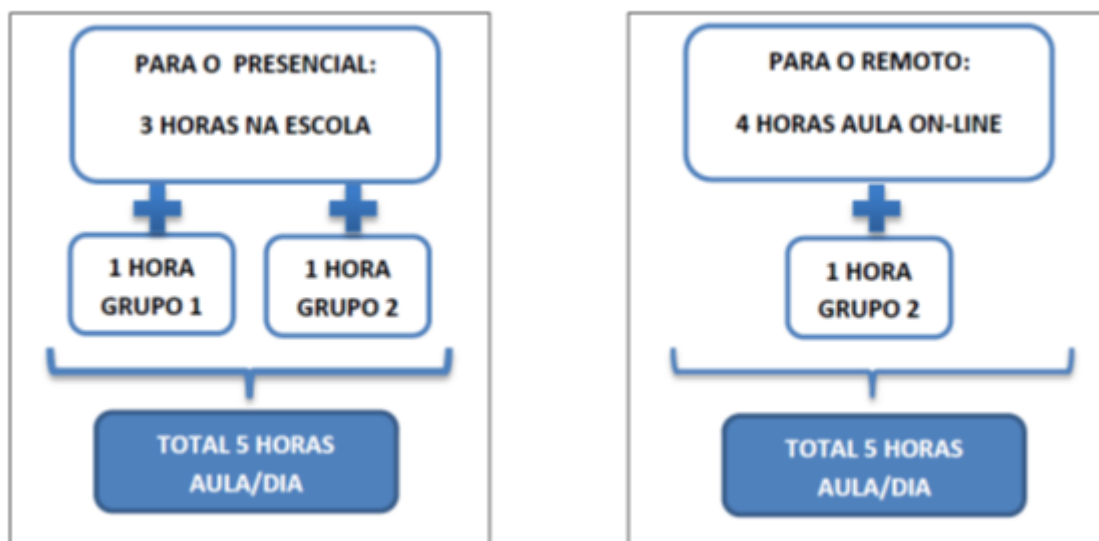 PARA O PRESENCIAL:
3 HORAS NA ESCOLA
1 HORA
GRUPO 1
1 HORA
GRUPO 2
TOTAL 5 HORAS
AULA/DIA
PARA O REMOTO:
4 HORAS AULA ON-LINE
1 HORA
GRUPO 2
TOTAL 5 HORAS
AULA/DIA